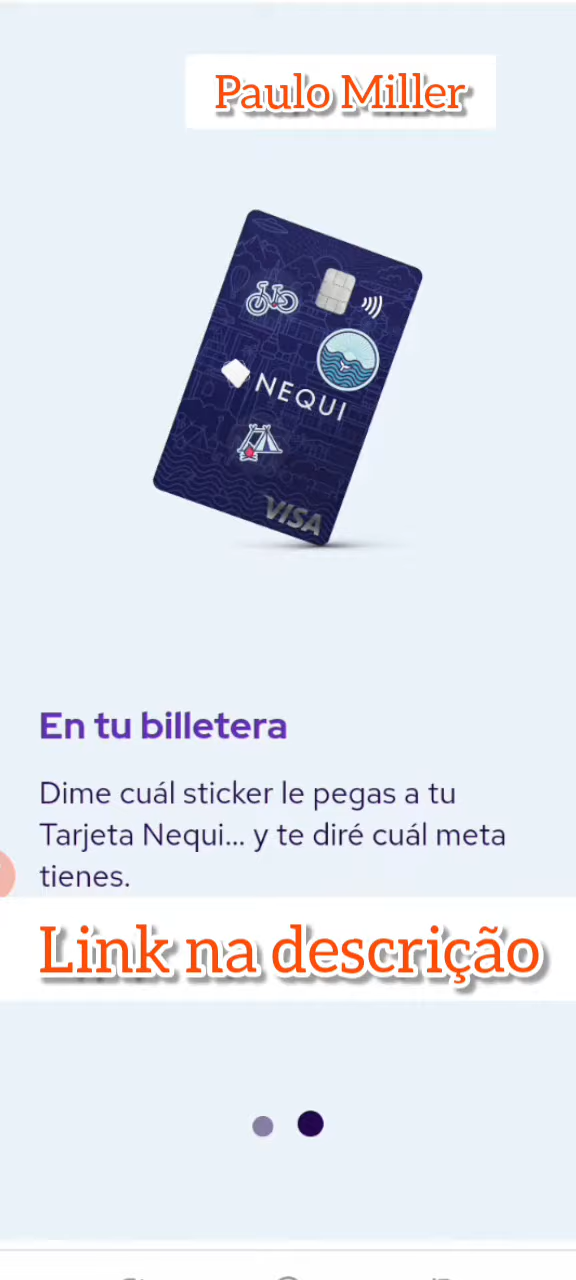 Paulo Miller
NEQUI
VISA
En tu billetera
Dime cuál sticker le pegas a tu
Tarjeta Nequi... y te diré cuál meta
tienes.
Link na descrição